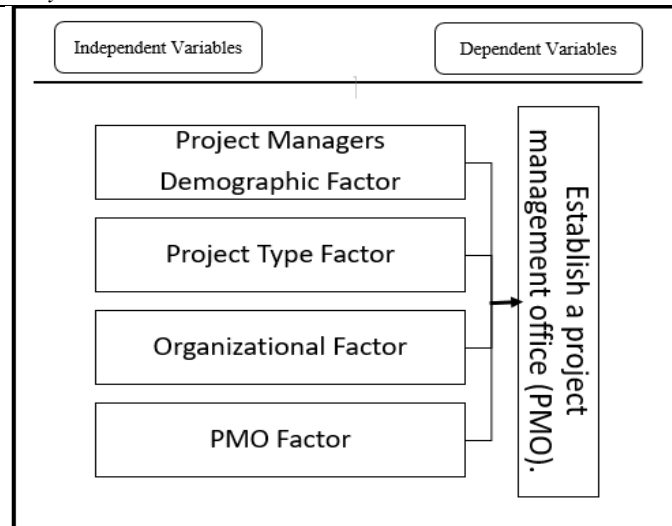 Independent Variables
Dependent Variables
Project Managers
Demographic Factor
Project Type Factor
Organizational Factor
PMO Factor
Establish a project
management office (PMO).